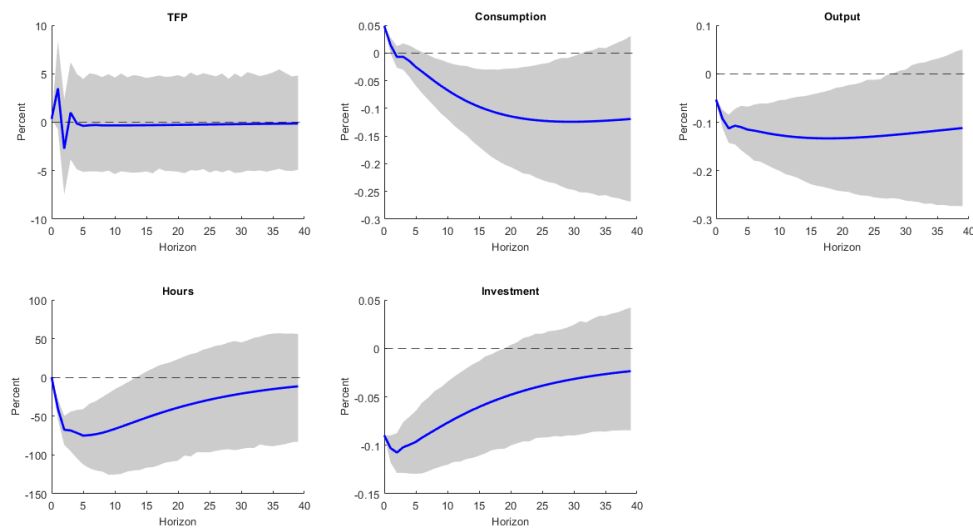 TFP
Percent
10
5
0
-5
-10
0 5 10 15 20 25 30 35 40
Horizon
Consumption
Percent
0.05
0
-0.05
-0.1
-0.15
-0.2
-0.25
-0.3
0 5 10 15 20 25 30 35 40
Horizon
Output
Percent
0.1
0
-0.1
-0.2
-0.3
0 5 10 15 20 25 30 35 40
Horizon
Hours
Percent
100
50
0
-50
-100
-150
0 5 10 15 20 25 30 35 40
Horizon
Investment
Percent
0.05
0
-0.05
-0.1
-0.15
0 5 10 15 20 25 30 35 40
Horizon